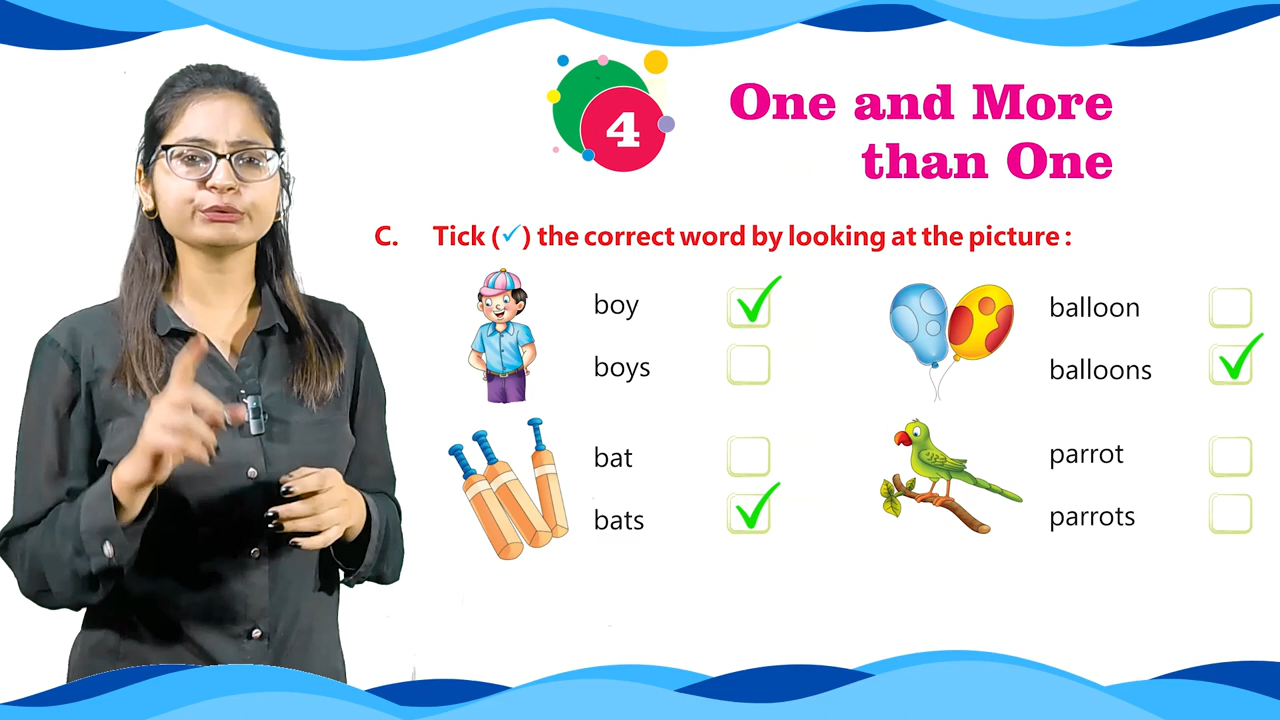 4
One and More
than One
C. Tick (✓) the correct word by looking at the picture :
boy
boys
bat
bats
balloon
balloons
parrot
parrots